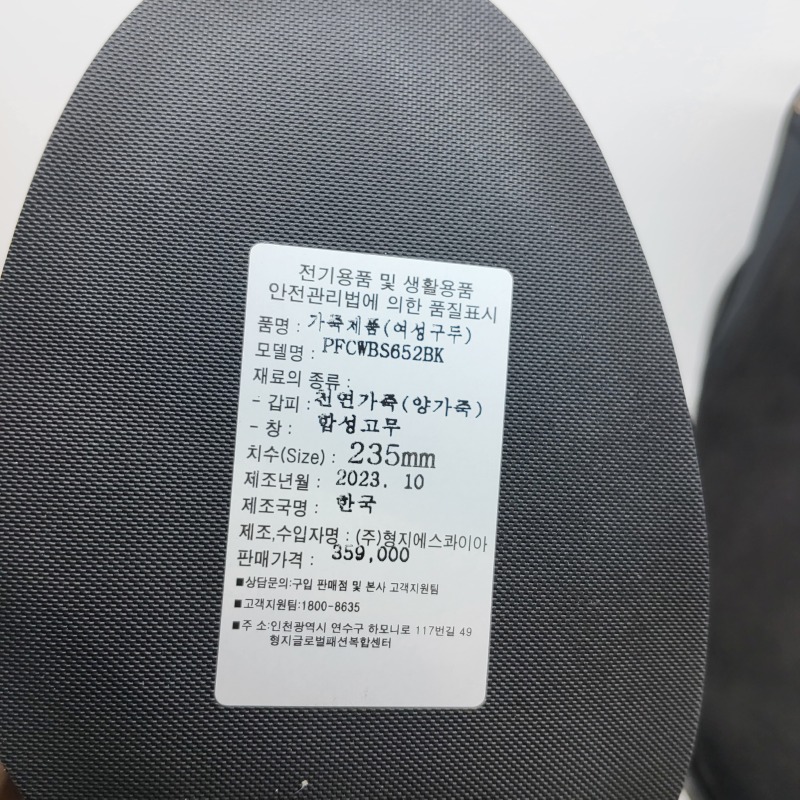 전기용품 및 생활용품
안전관리법에 의한 품질표시
품명 : 가죽제품(여성구두)
모델명 : PFCWBS652BK
재료의 종류 :
- 갑피 : 천연가죽(양가죽)
- 창 : 합성고무
치수(Size) : 235mm
제조년월 : 2023. 10
제조국명 : 한국
제조,수입자명 : (주)형지에스콰이아
판매가격 : 359,000
■상담문의:구입 판매점 및 본사 고객지원팀
■고객지원팀:1800-8635
■주 소:인천광역시 연수구 하모니로 117번길 49
형지글로벌패션복합센터